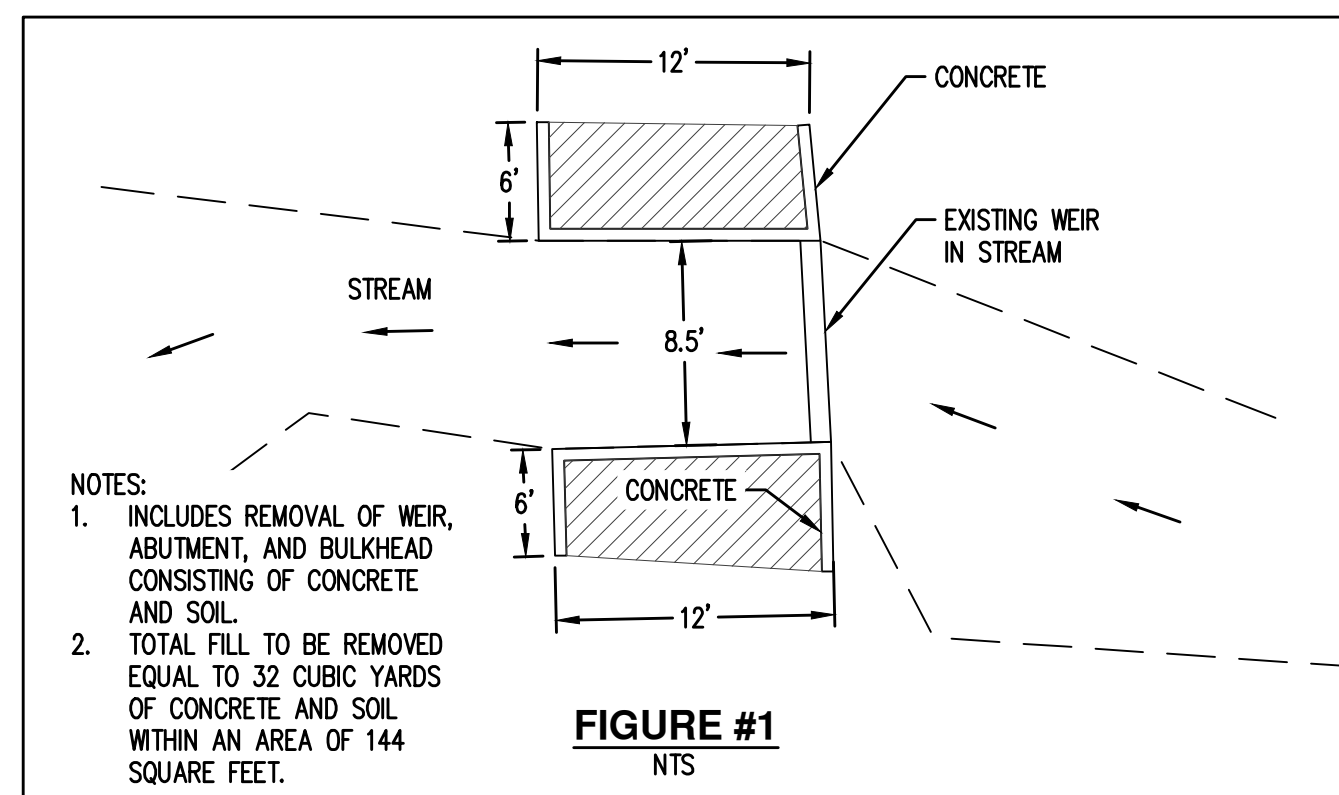 12'
CONCRETE
6'
EXISTING WEIR
IN STREAM
STREAM
8.5'
CONCRETE
6'
12'
NOTES:
1. INCLUDES REMOVAL OF WEIR,
ABUTMENT, AND BULKHEAD
CONSISTING OF CONCRETE
AND SOIL.
2. TOTAL FILL TO BE REMOVED
EQUAL TO 32 CUBIC YARDS
OF CONCRETE AND SOIL
WITHIN AN AREA OF 144
SQUARE FEET.
FIGURE #1
NTS